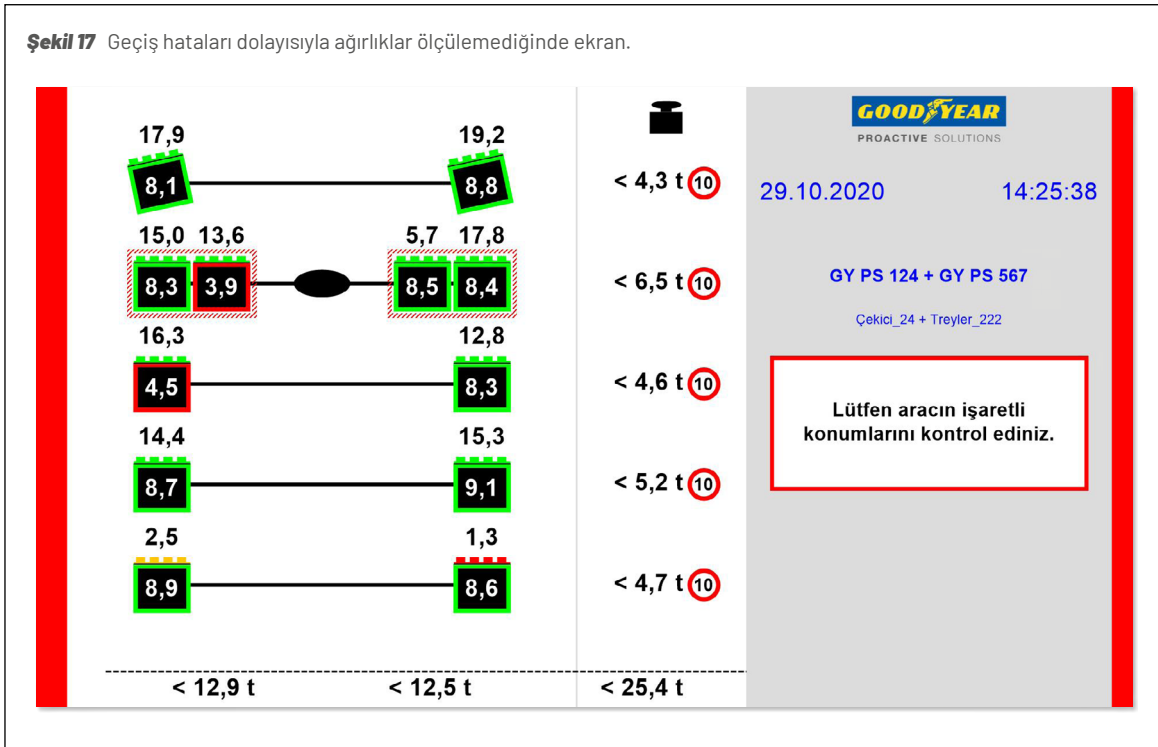 Şekil 17 Geçiş hataları dolayısıyla ağırlıklar ölçülemediğinde ekran.
17,9 19,2
8,1 8,8 < 4,3 t 10
15,0 13,6 5,7 17,8
8,3 3,9 8,5 8,4 < 6,5 t 10
16,3 12,8
4,5 8,3 < 4,6 t 10
14,4 15,3
8,7 9,1 < 5,2 t 10
2,5 1,3
8,9 8,6 < 4,7 t 10
< 12,9 t < 12,5 t < 25,4 t
GOOD YEAR
PROACTIVE SOLUTIONS
29.10.2020 14:25:38
GY PS 124 + GY PS 567
Çekici_24 + Treyler_222
Lütfen aracın işaretli
konumlarını kontrol ediniz.